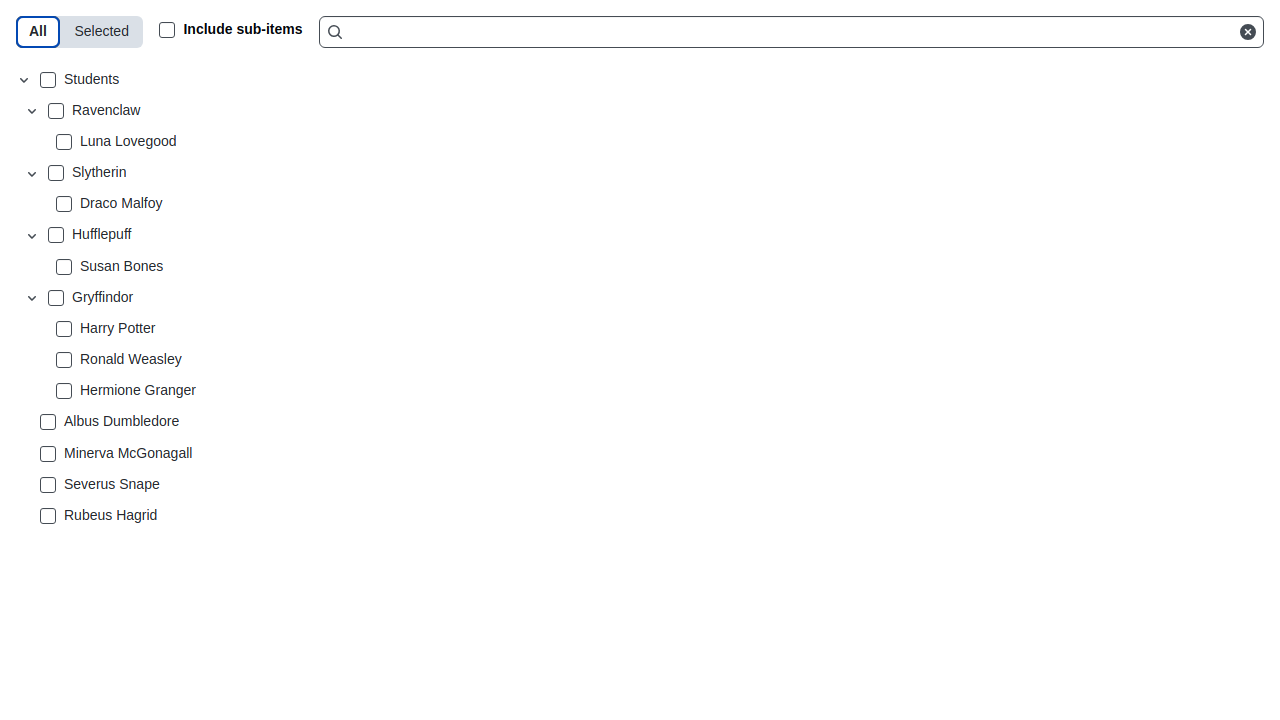 All Selected Include sub-items
Students
Ravenclaw
Luna Lovegood
Slytherin
Draco Malfoy
Hufflepuff
Susan Bones
Gryffindor
Harry Potter
Ronald Weasley
Hermione Granger
Albus Dumbledore
Minerva McGonagall
Severus Snape
Rubeus Hagrid